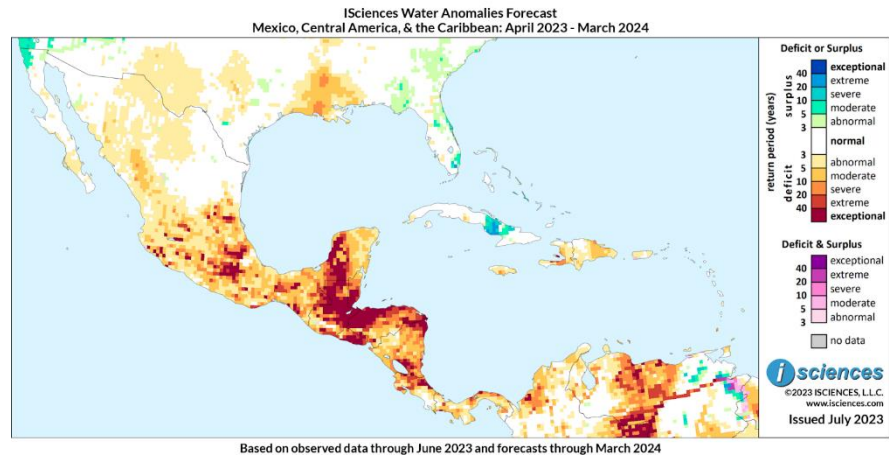 ISciences Water Anomalies Forecast
Mexico, Central America, & the Caribbean: April 2023 - March 2024
Deficit or Surplus
return period (years)
surplus
deficit
exceptional
40
extreme
20
severe
10
moderate
5
abnormal
3
normal
3
abnormal
5
moderate
10
severe
20
extreme
40
exceptional
Deficit & Surplus
exceptional
40
extreme
20
severe
10
moderate
5
abnormal
3
no data
i sciences
©2023 ISCIENCES, L.L.C.
www.isciences.com
Issued July 2023
Based on observed data through June 2023 and forecasts through March 2024